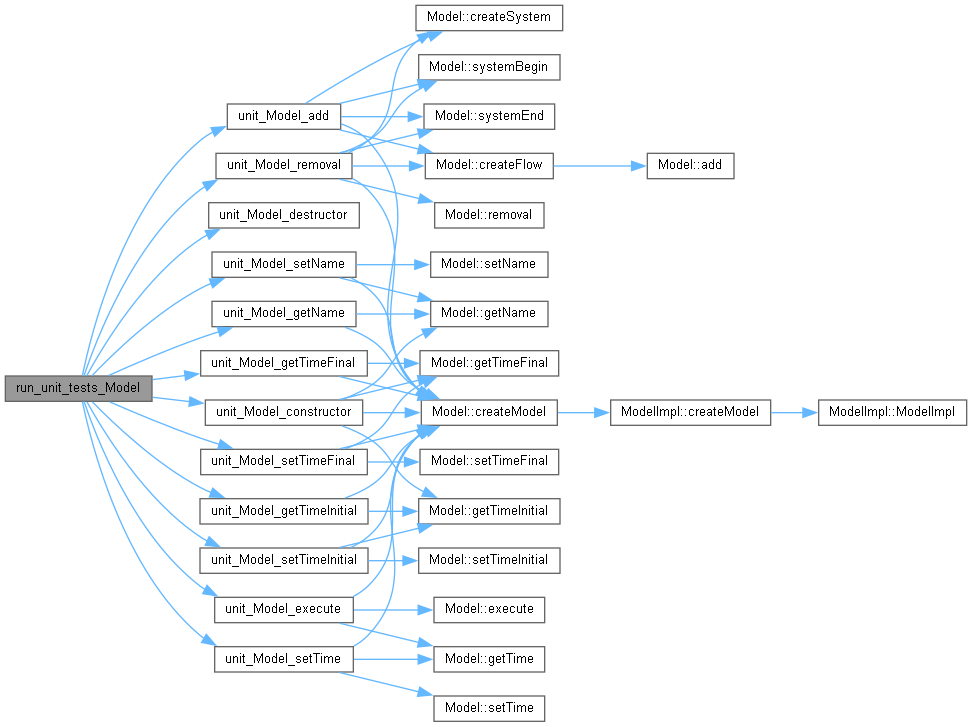 run_unit_tests_Model
unit_Model_add
unit_Model_removal
unit_Model_destructor
unit_Model_setName
unit_Model_getName
unit_Model_getTimeFinal
unit_Model_constructor
unit_Model_setTimeFinal
unit_Model_getTimeInitial
unit_Model_setTimeInitial
unit_Model_execute
unit_Model_setTime
Model::createSystem
Model::systemBegin
Model::systemEnd
Model::createFlow
Model::removal
Model::setName
Model::getName
Model::getTimeFinal
Model::createModel
Model::setTimeFinal
Model::getTimeInitial
Model::setTimeInitial
Model::execute
Model::getTime
Model::setTime
Model::add
ModelImpl::createModel
ModelImpl::ModelImpl